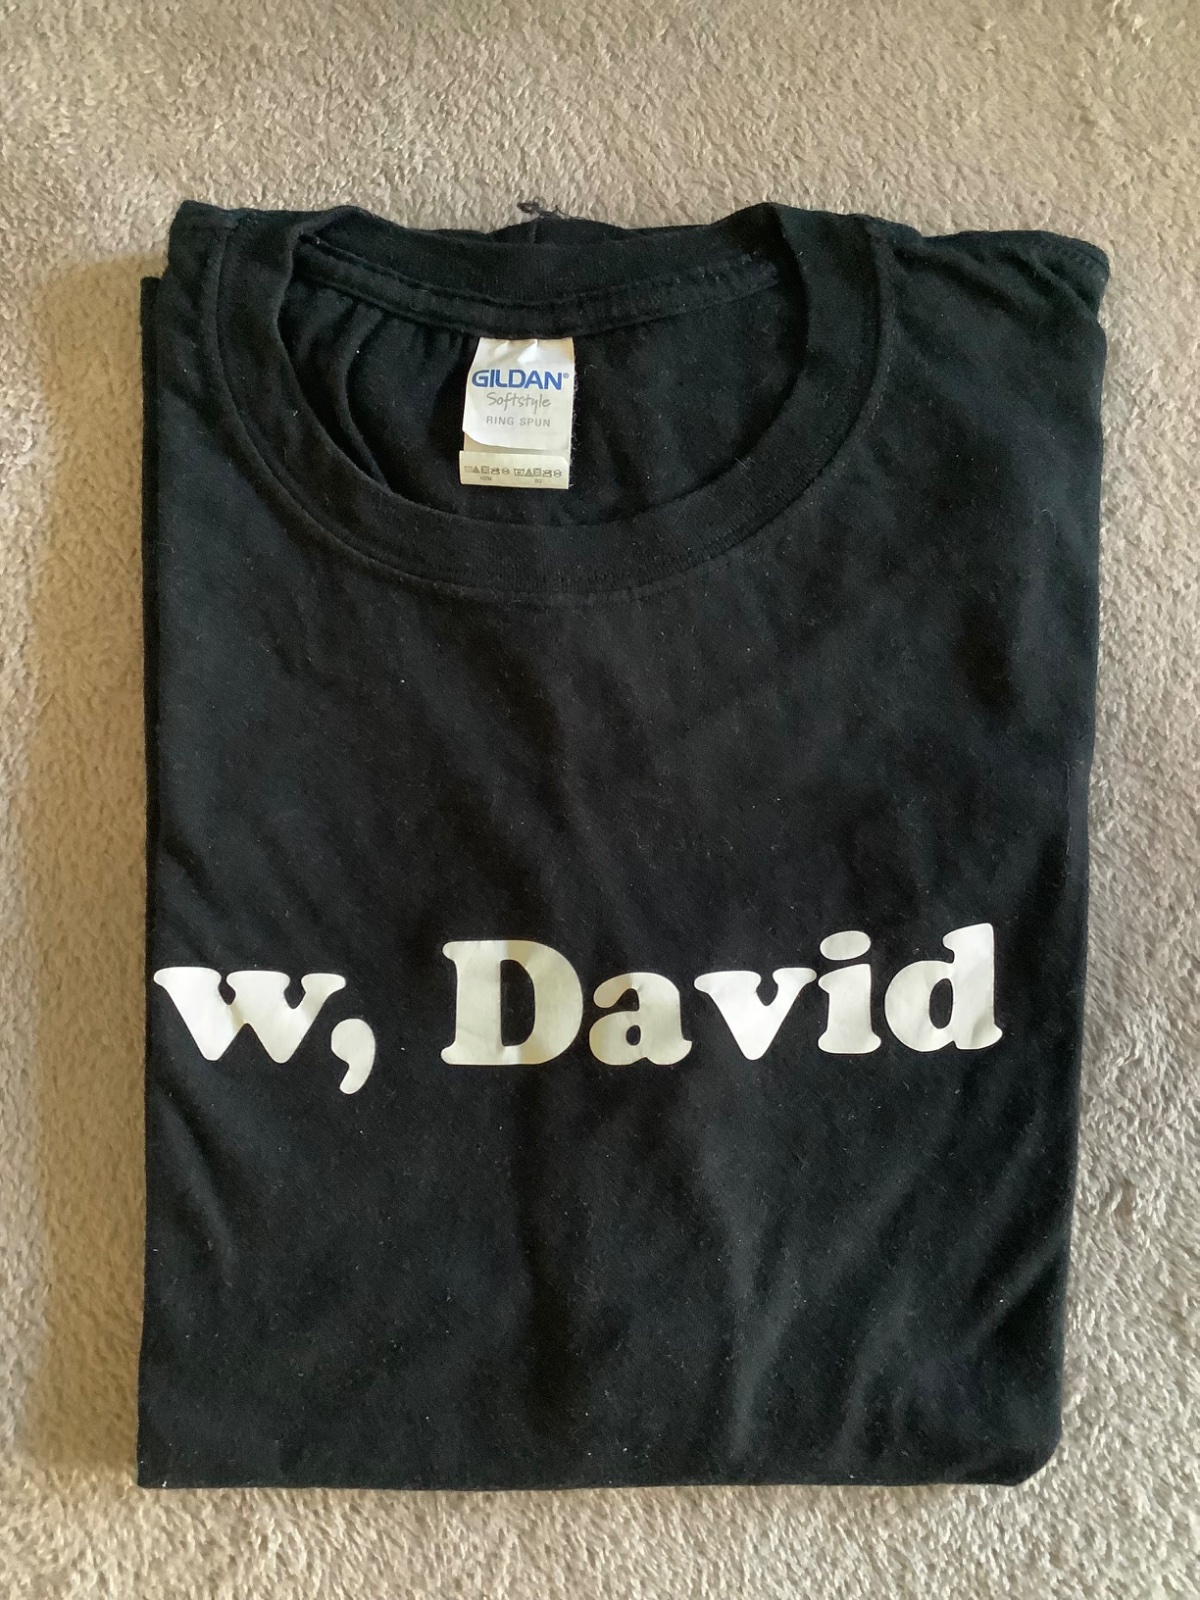 GILDAN®
Softstyle
RING SPUN
w, David